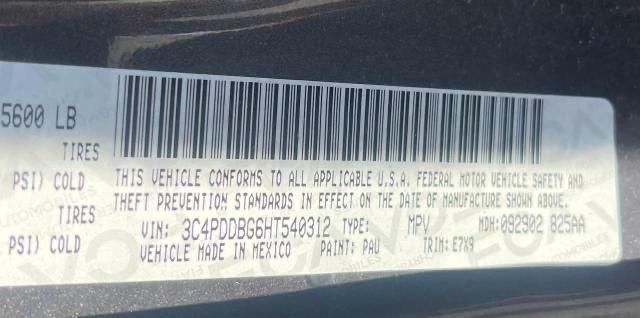 5600 LB
TIRES
PSI) COLD
TIRES
PSI) COLD
THIS VEHICLE CONFORMS TO ALL APPLICABLE U.S.A. FEDERAL MOTOR VEHICLE SAFETY AND
THEFT PREVENTION STANDARDS IN EFFECT ON THE DATE OF MANUFACTURE SHOWN ABOVE.
VIN: 3C4PDDBG6HT540312 TYPE: MPV MDH: 092902 825AA
VEHICLE MADE IN MEXICO PAINT: PAU TRIM: E7X9